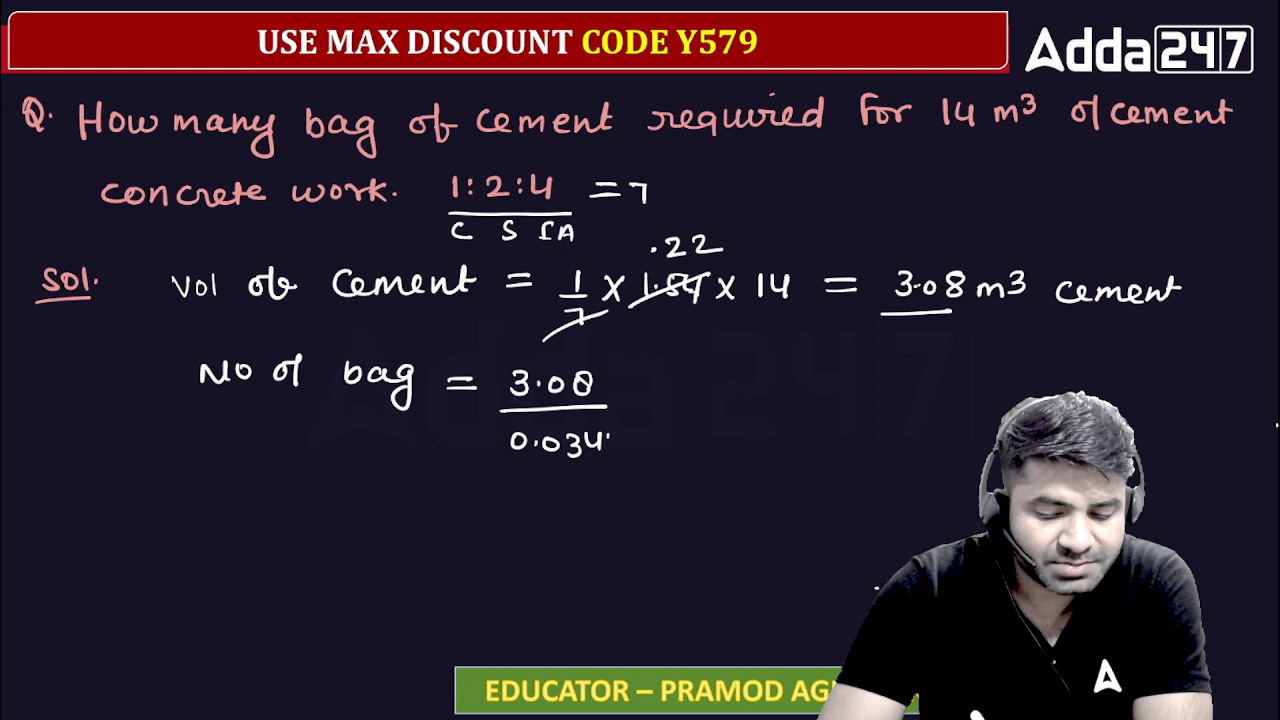 USE MAX DISCOUNT CODE Y579
Adda247
Q. How many bag of cement required for 14 m³ of cement
concrete work. 1:2:4 = 7
C S CA
.22
Sol. Vol of cement = 1/7 × 1.54 × 14 = 3.08 m3 cement
No of bag = 3.08
0.034
EDUCATOR – PRAMOD AG